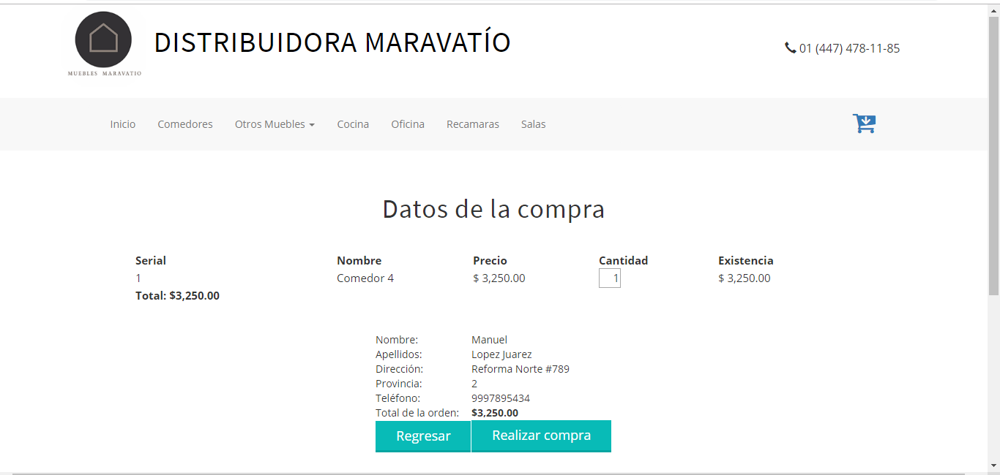 DISTRIBUIDORA MARAVATÍO
MUEBLES MARAVATIO
01 (447) 478-11-85
Inicio Comedores Otros Muebles Cocina Oficina Recamaras Salas
Datos de la compra
Serial Nombre Precio Cantidad Existencia
1 Comedor 4 $ 3,250.00 1 $ 3,250.00
Total: $3,250.00
Nombre: Manuel
Apellidos: Lopez Juarez
Dirección: Reforma Norte #789
Provincia: 2
Teléfono: 9997895434
Total de la orden: $3,250.00
Regresar Realizar compra